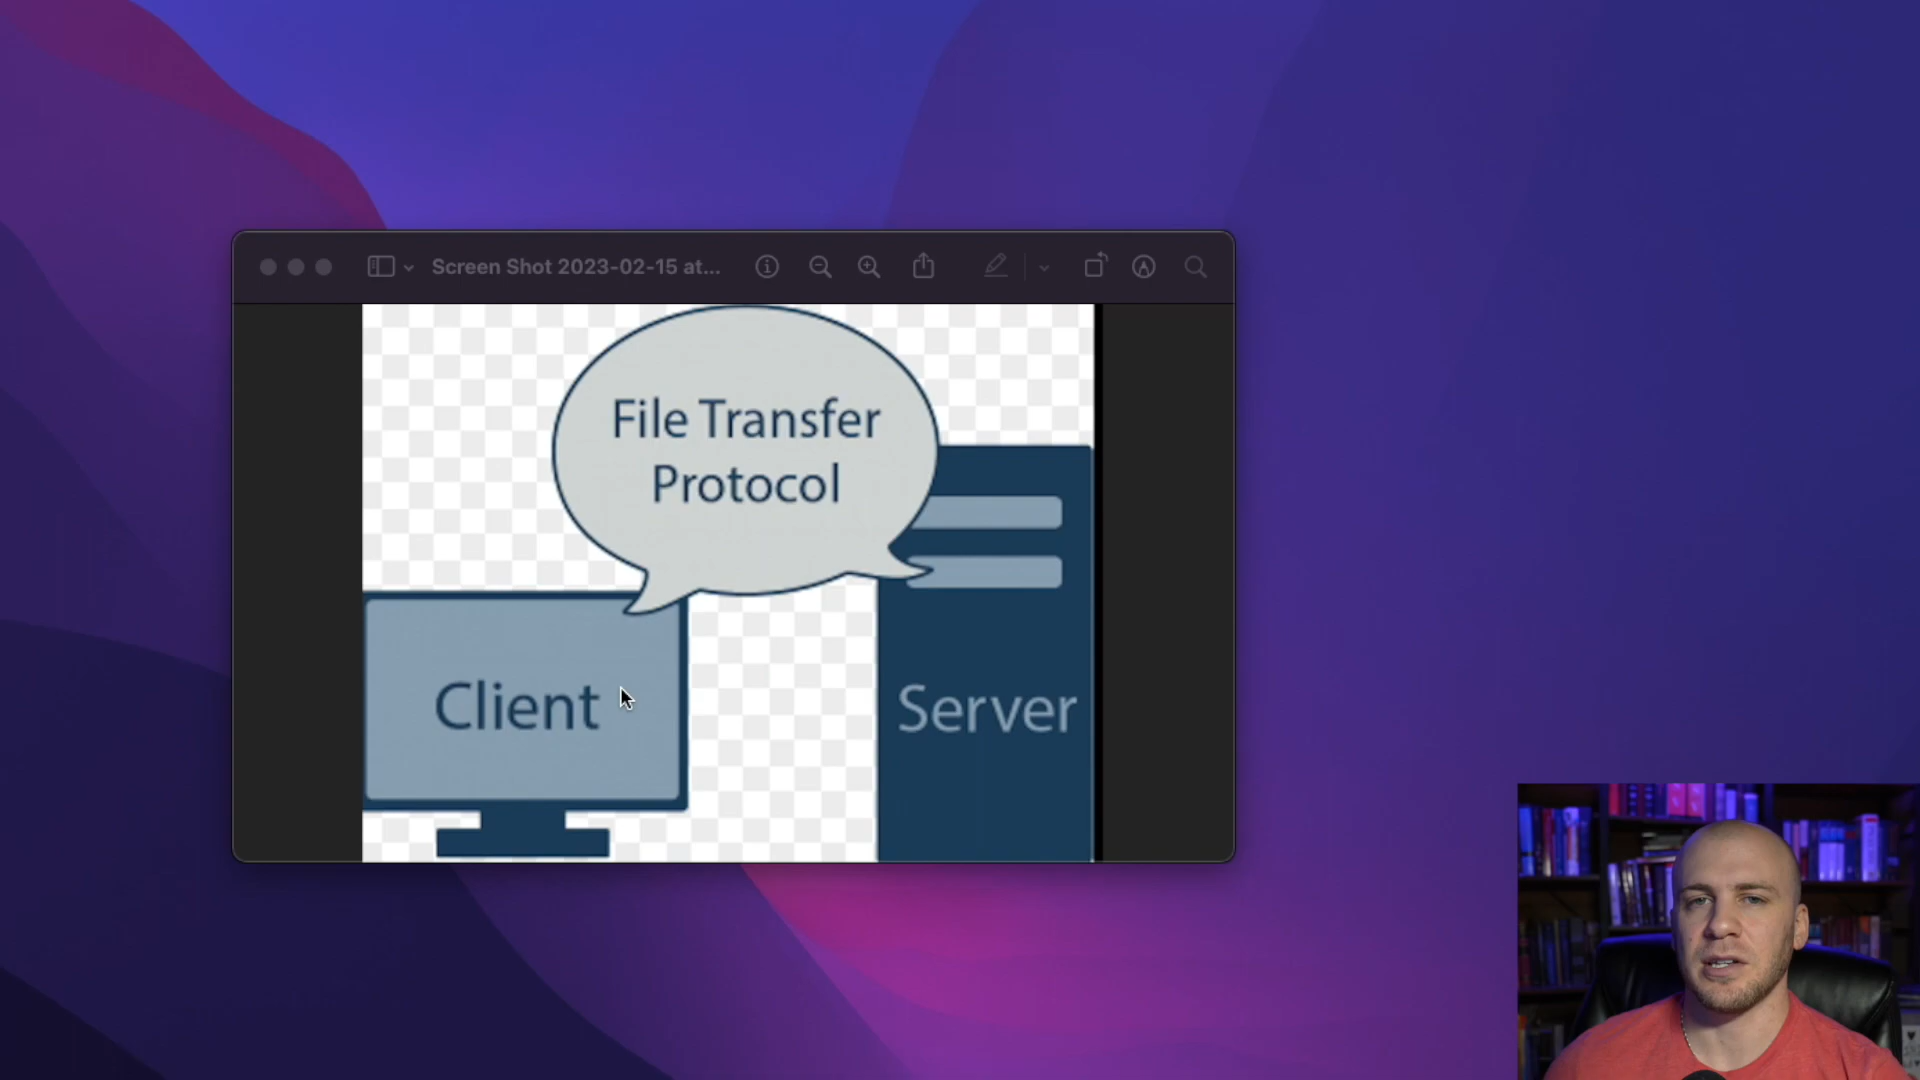 Screen Shot 2023-02-15 at...
File Transfer
Protocol
Client
Server